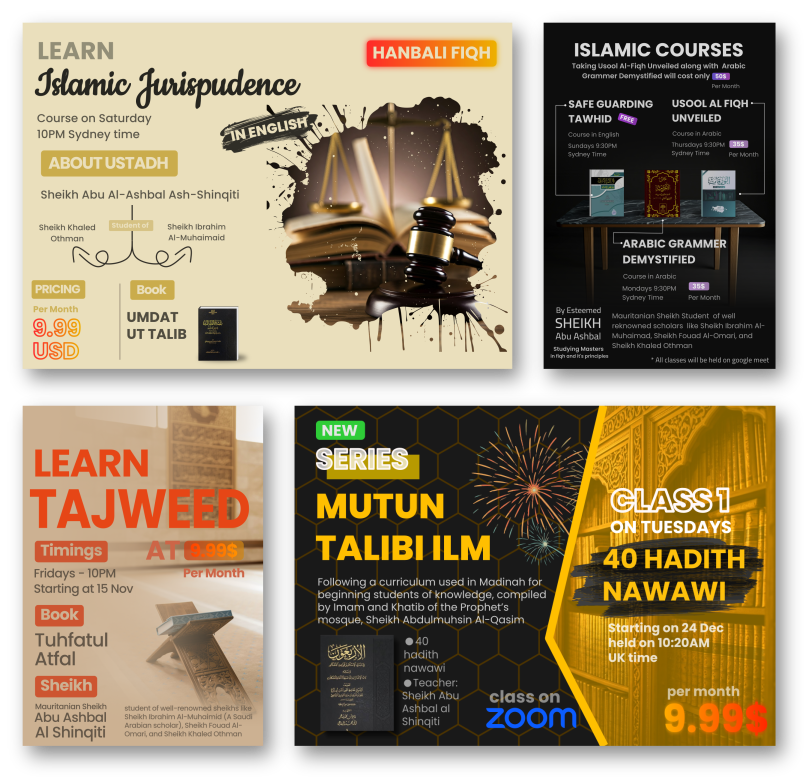 LEARN
Islamic Jurispudence
HANBALI FIQH
Course on Saturday
10PM Sydney time
IN ENGLISH
ABOUT USTADH
Sheikh Abu Al-Ashbal Ash-Shinqiti
Sheikh Khaled
Othman
Student of
Sheikh Ibrahim
Al-Muhaimaid
PRICING
Per Month
9.99
USD
Book
UMDAT
UT TALIB
ISLAMIC COURSES
Taking Usool Al-Fiqh Unveiled along with Arabic
Grammer Demystified will cost only 50$
Per Month
SAFE GUARDING
TAWHID FREE
Course in English
Sundays 9:30PM
Sydney Time
USOOL AL FIQH
UNVEILED
Course in Arabic
Thursdays 9:30PM 35$
Sydney Time Per Month
ARABIC GRAMMER
DEMYSTIFIED
Course in Arabic
Mondays 9:30PM 35$
Sydney Time Per Month
By Esteemed
SHEIKH
Abu Ashbal
Studying Masters
in fiqh and it's principles
Mauritanian Sheikh Student of well
reknowned scholars like Sheikh Ibrahim Al-
Muhaimad, Sheikh Fouad Al-Omari, and
Sheikh Khaled Othman
* All classes will be held on google meet
LEARN
TAJWEED
Timings
AT 9.99$
Per Month
Fridays - 10PM
Starting at 15 Nov
Book
Tuhfatul
Atfal
Sheikh
Mauritanian Sheikh
Abu Ashbal
Al Shinqiti
student of well-renowned sheikhs like
Sheikh Ibrahim Al-Muhaimid (A Saudi
Arabian scholar), Sheikh Fouad Al-
Omari, and Sheikh Khaled Othman
NEW
SERIES
MUTUN
TALIBI ILM
Following a curriculum used in Madinah for
beginning students of knowledge, compiled
by Imam and Khatib of the Prophet's
mosque, Sheikh Abdulmuhsin Al-Qasim
الأربعون
● 40
hadith
nawawi
● Teacher:
Sheikh Abu
Ashbal al
Shinqiti
class on
zoom
CLASS 1
ON TUESDAYS
40 HADITH
NAWAWI
Starting on 24 Dec
held on 10:20AM
UK time
per month
9.99$